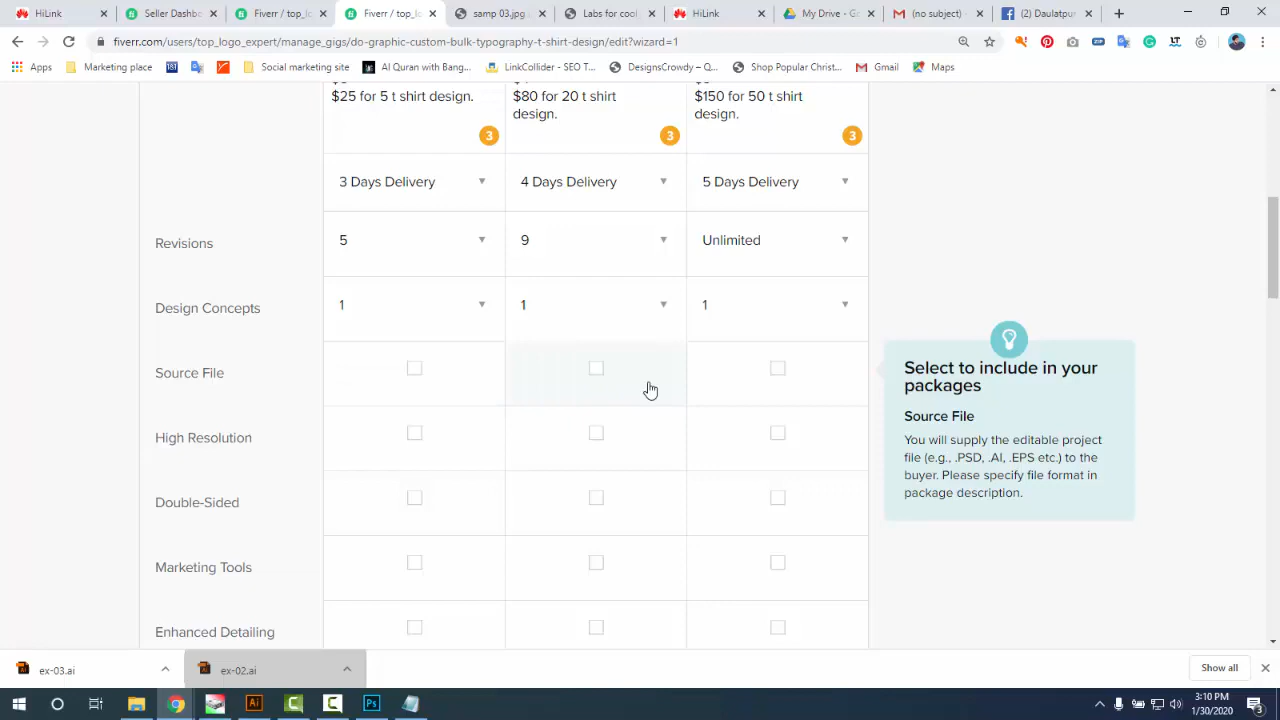 HiLink
Seller Dashbo
Fiverr / top_lo
Fiverr / top_lo
samp 03.jpg
Labs for cool
HiLink
My Drive - Go
(no subject)
(2) Daulatpur
fiverr.com/users/top_logo_expert/manage_gigs/do-graphic-custom-bulk-typography-t-shirt-design/edit?wizard=1
Apps
Marketing place
Social marketing site
Al Quran with Bang...
LinkCollider - SEO T...
DesignsCrowdy – Q...
Shop Popular Christ...
Gmail
Maps
$25 for 5 t shirt design.
$80 for 20 t shirt
design.
$150 for 50 t shirt
design.
3
3
3
3 Days Delivery
4 Days Delivery
5 Days Delivery
Revisions
5
9
Unlimited
Design Concepts
1
1
1
Source File
High Resolution
Double-Sided
Marketing Tools
Enhanced Detailing
Select to include in your
packages
Source File
You will supply the editable project
file (e.g., .PSD, .AI, .EPS etc.) to the
buyer. Please specify file format in
package description.
ex-03.ai
ex-02.ai
Show all
3:10 PM
1/30/2020